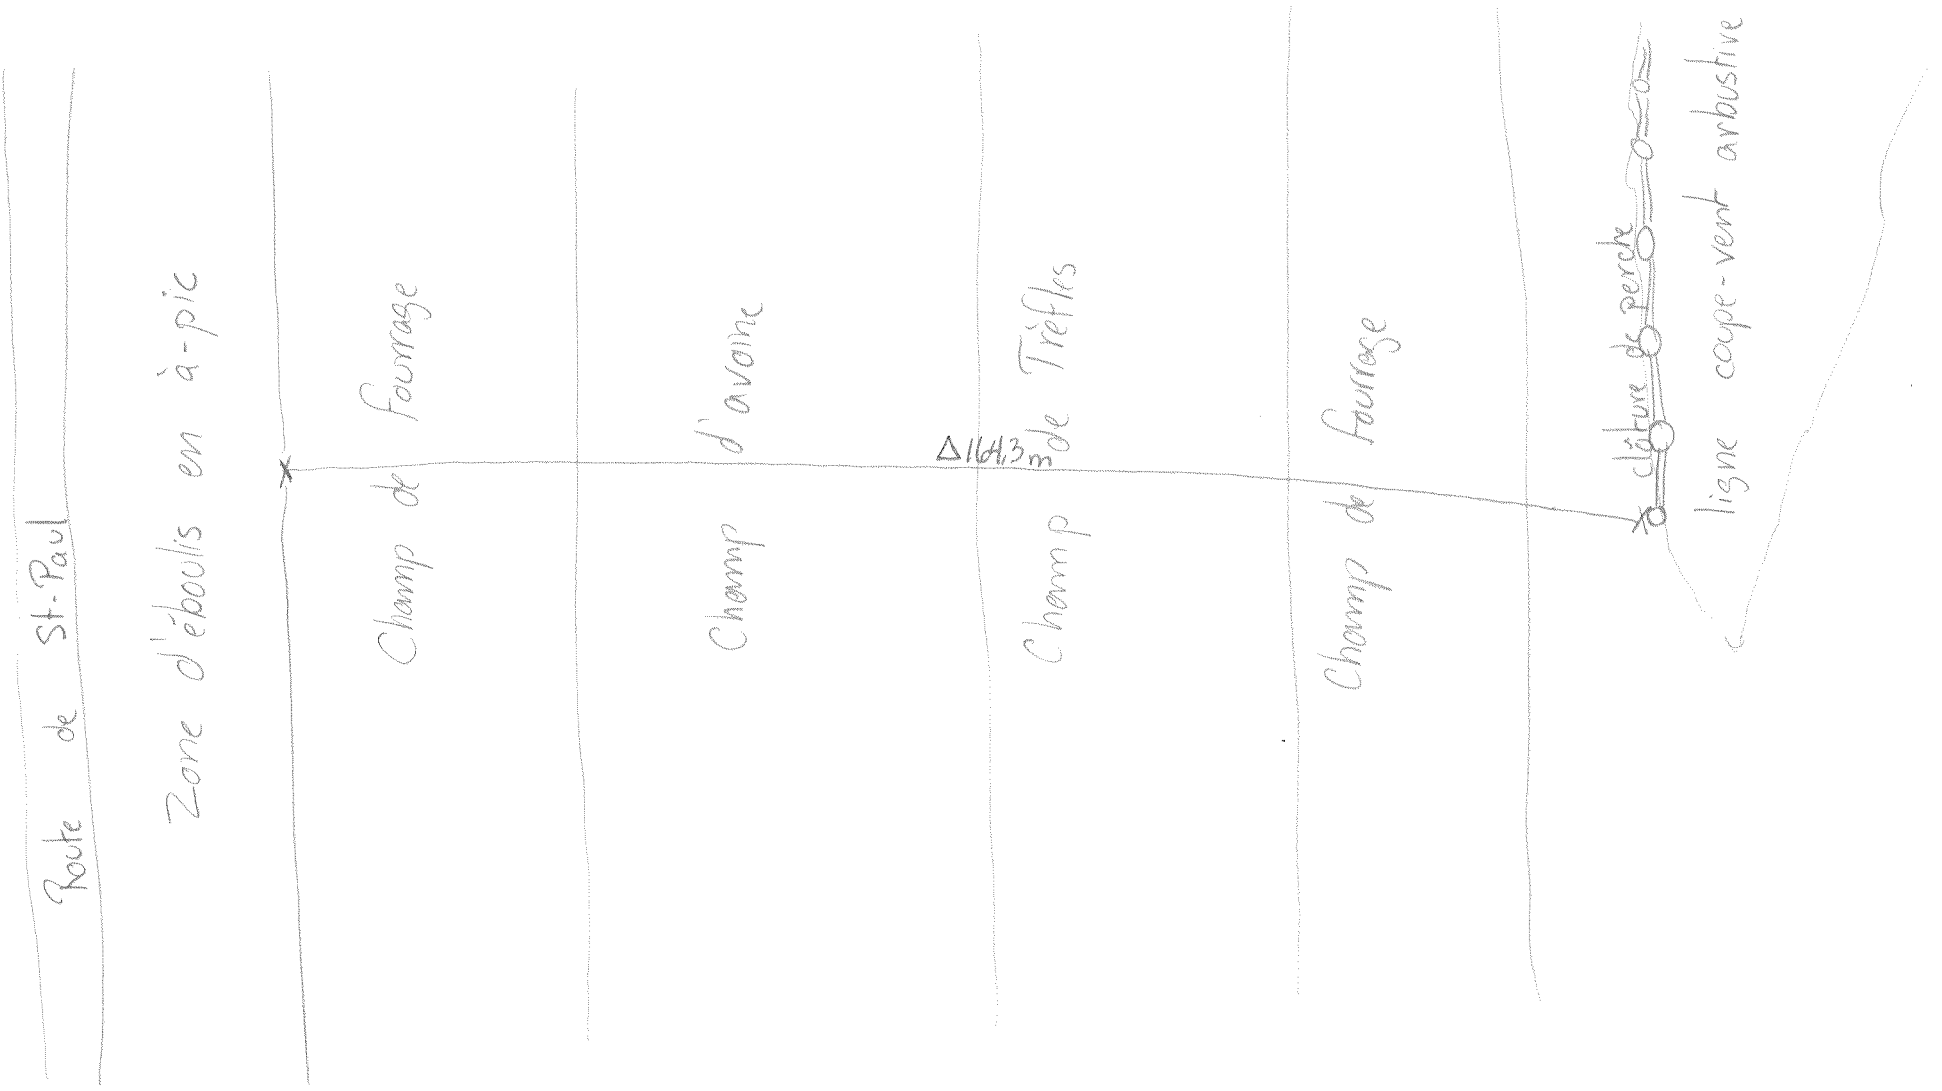 Route de St-Paul
Zone d'éboulis en à-pic
Champ de fourrage
Champ d'avoine
Δ164,3 m
Champ de Trèfles
Champ de fourrage
clôture de perche
ligne coupe-vent arbustive